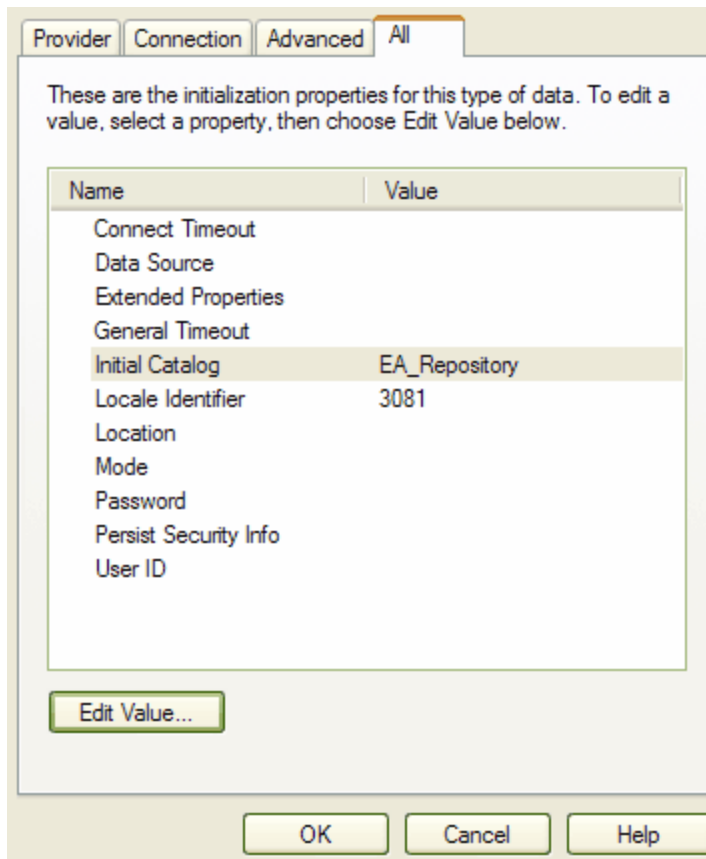 Provider Connection Advanced All
These are the initialization properties for this type of data. To edit a
value, select a property, then choose Edit Value below.
Name Value
Connect Timeout
Data Source
Extended Properties
General Timeout
Initial Catalog EA_Repository
Locale Identifier 3081
Location
Mode
Password
Persist Security Info
User ID
Edit Value...
OK Cancel Help